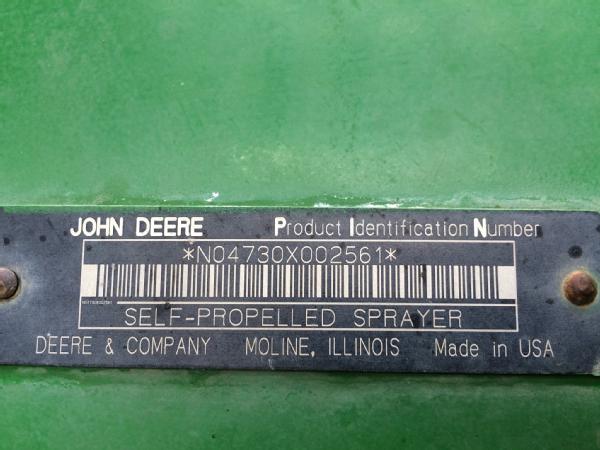 JOHN DEERE Product Identification Number
*N04730X002561*
SELF-PROPELLED SPRAYER
DEERE & COMPANY MOLINE, ILLINOIS Made in USA